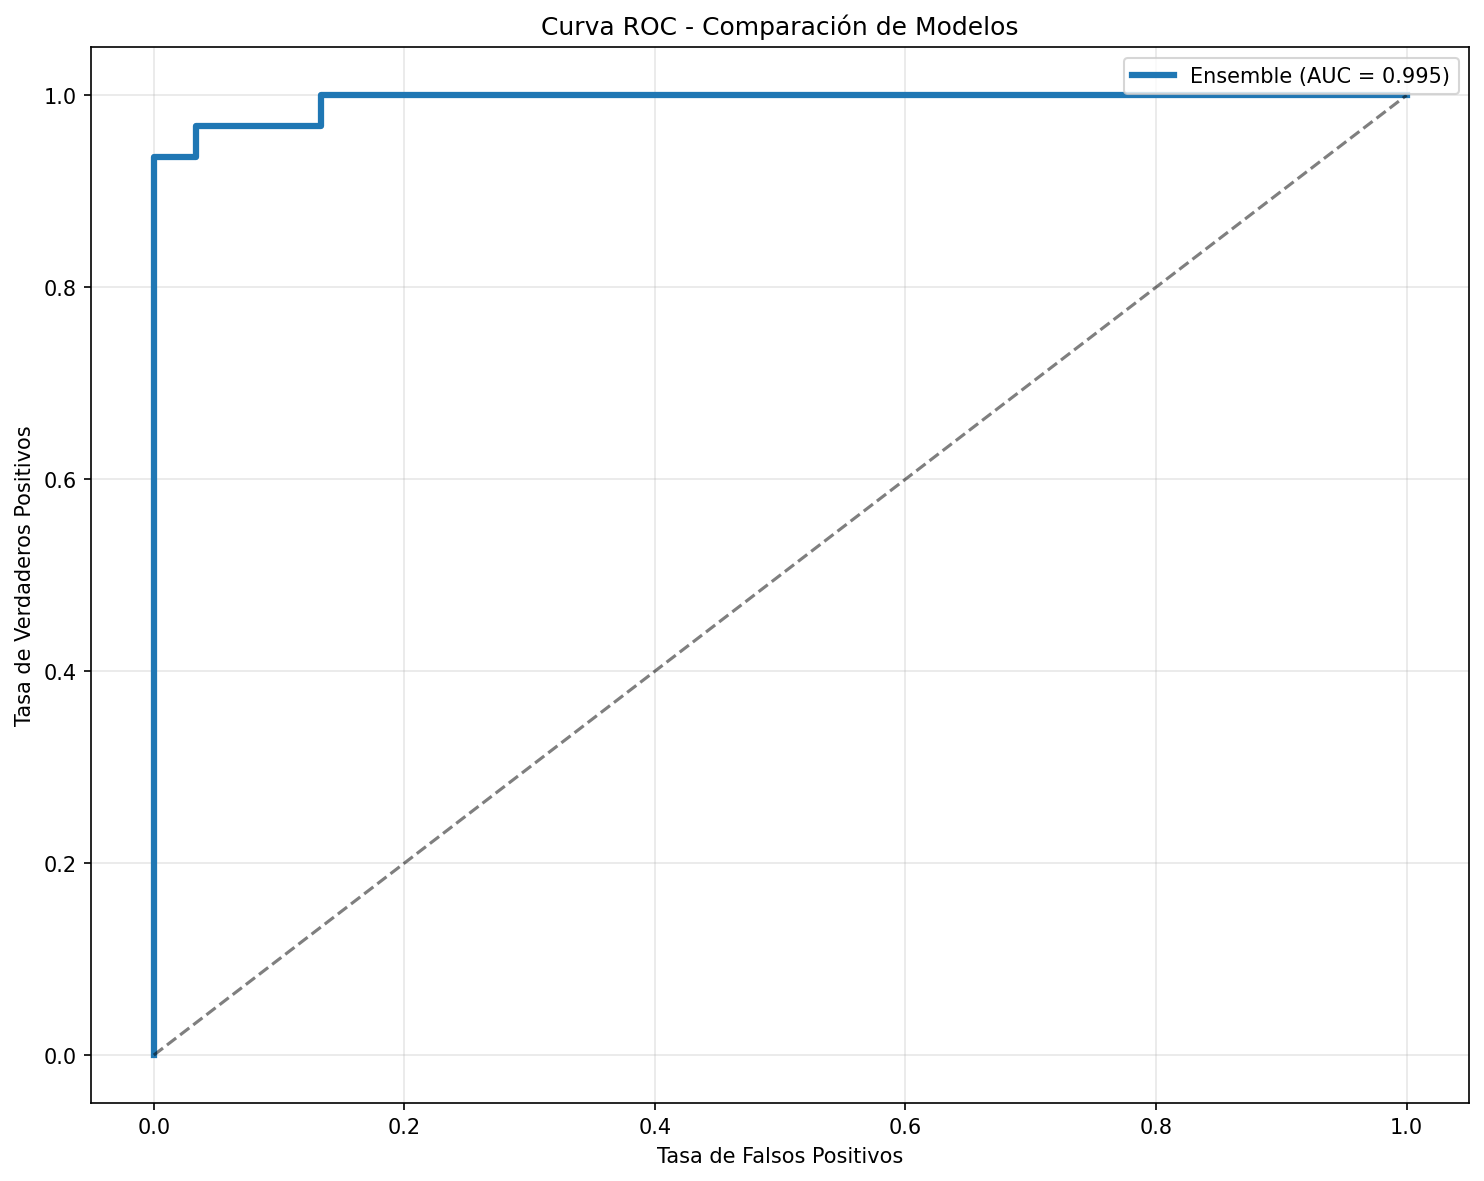 Curva ROC - Comparación de Modelos
Ensemble (AUC = 0.995)
1.0
0.8
0.6
0.4
0.2
0.0
Tasa de Verdaderos Positivos
0.0 0.2 0.4 0.6 0.8 1.0
Tasa de Falsos Positivos